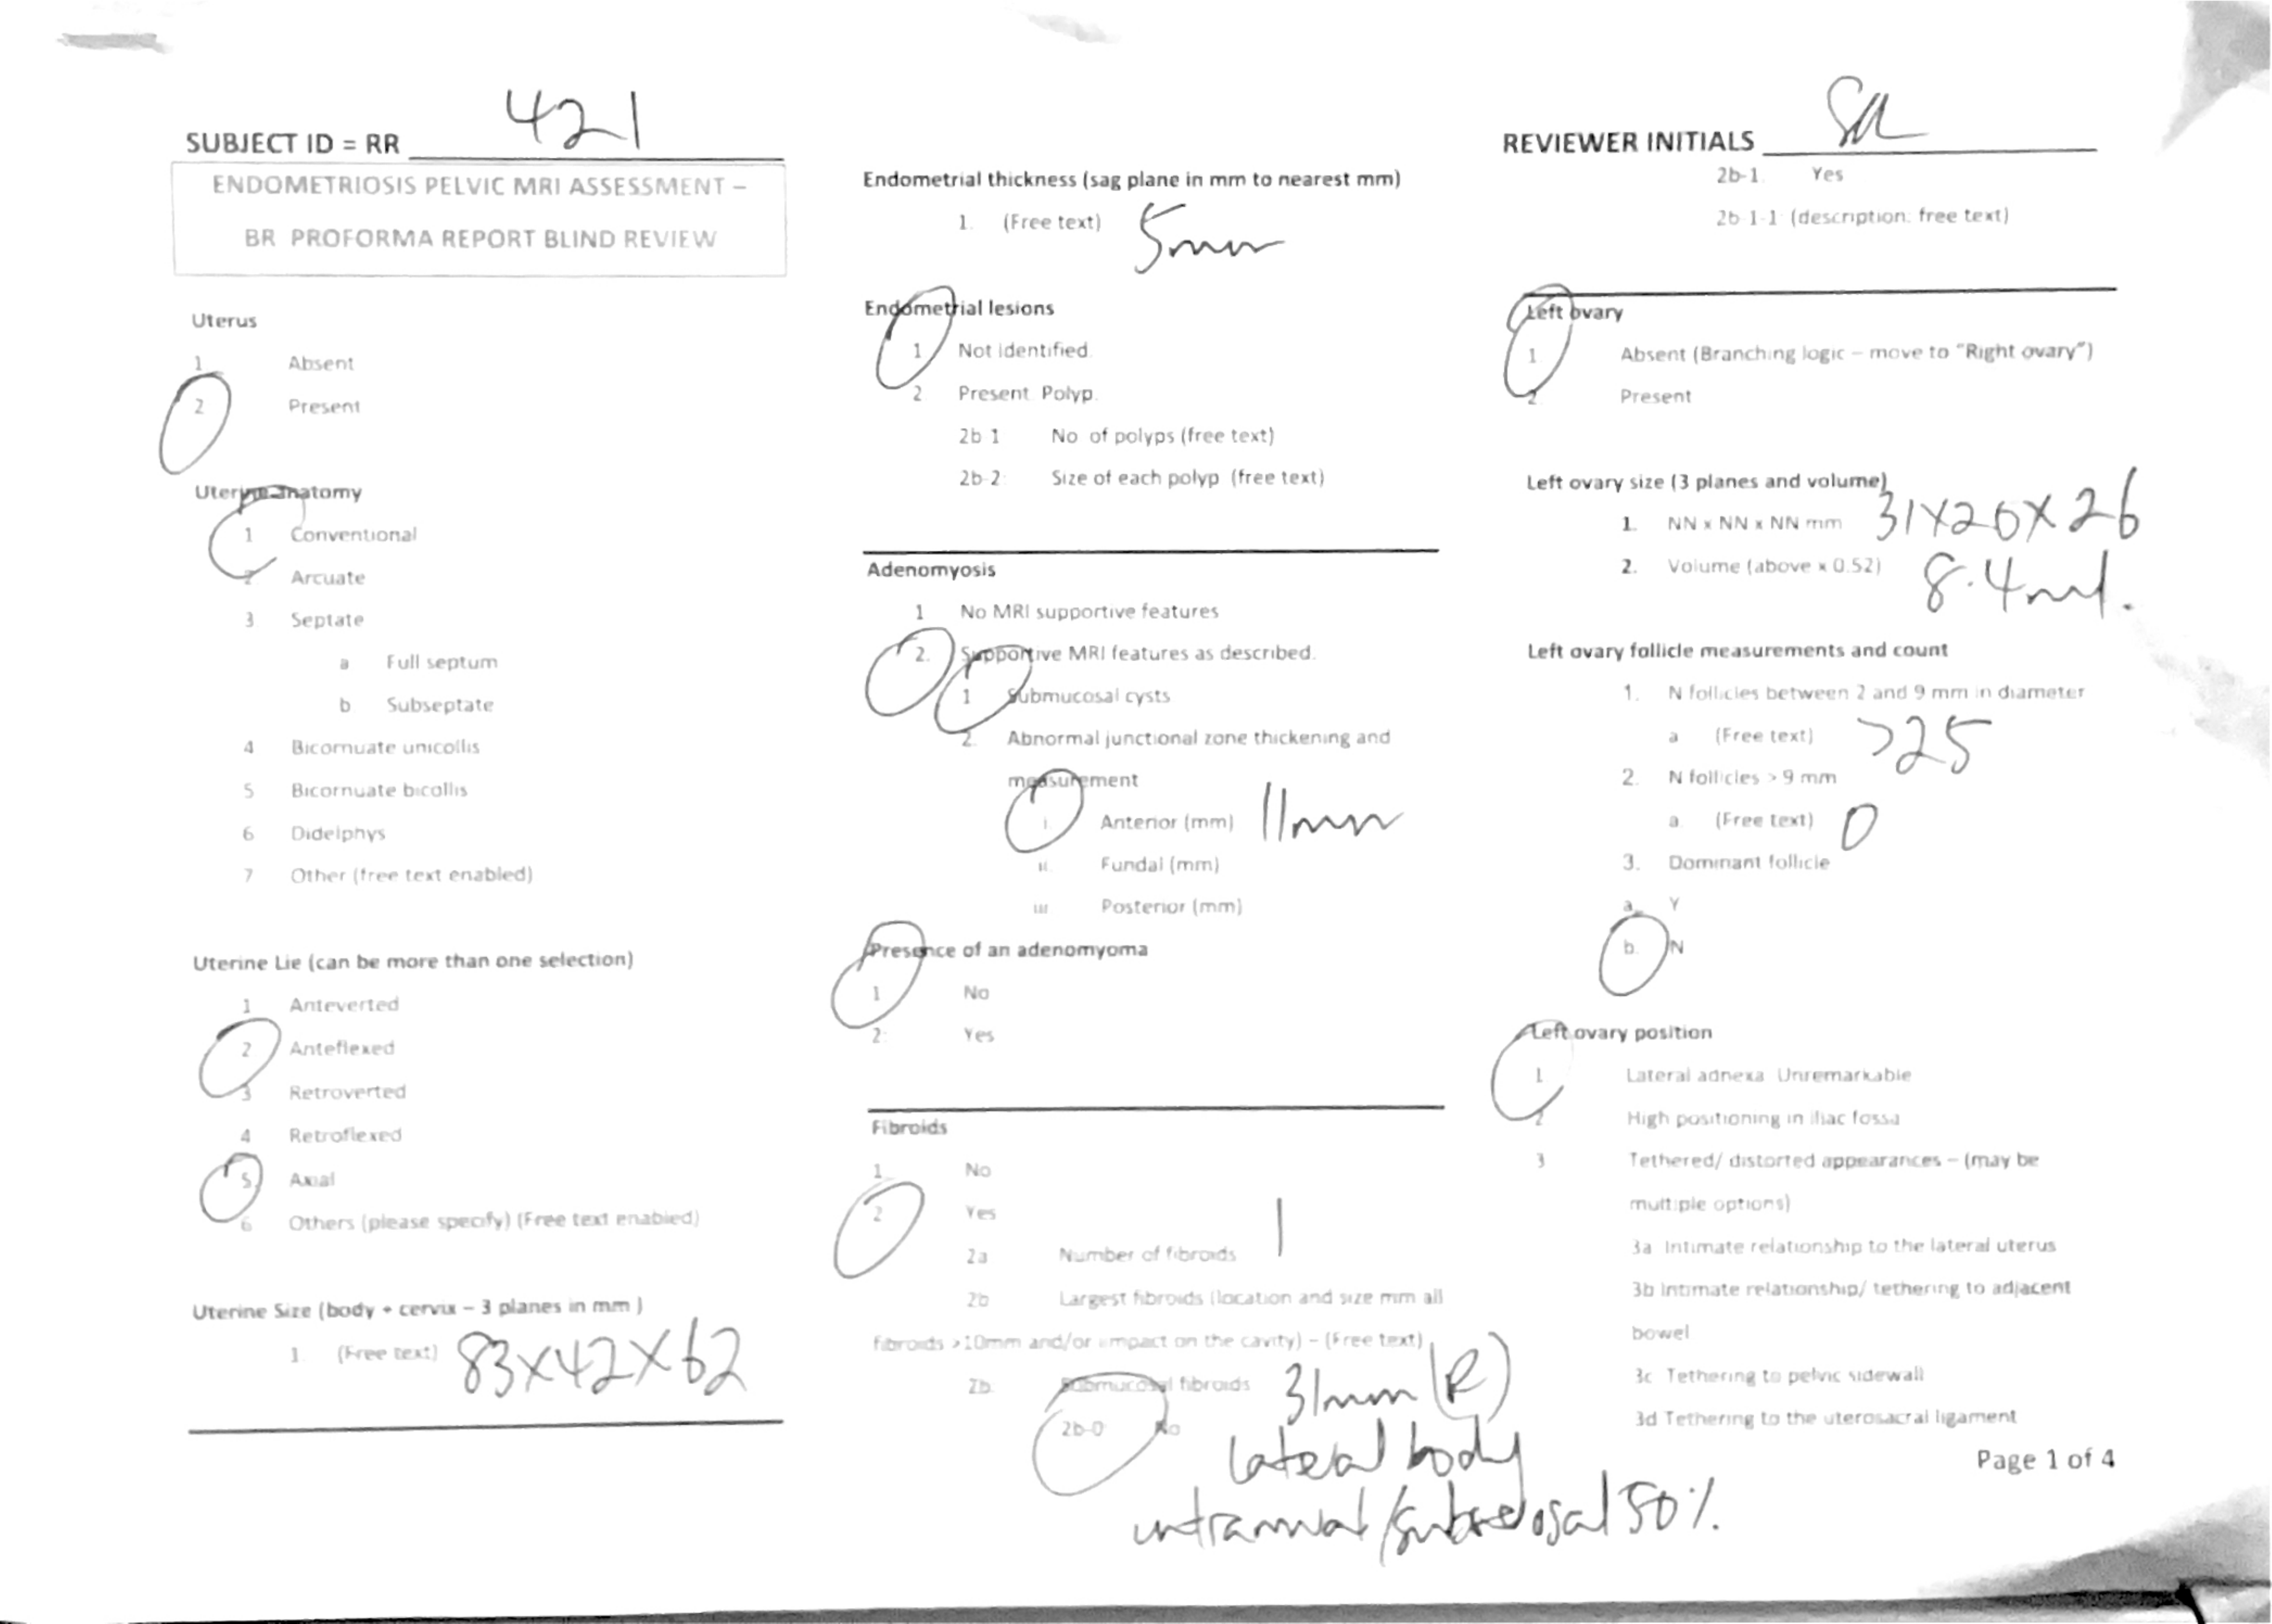 SUBJECT ID = RR 421
ENDOMETRIOSIS PELVIC MRI ASSESSMENT –
BR PROFORMA REPORT BLIND REVIEW
Uterus
1 Absent
2 Present
Uterine anatomy
1 Conventional
2 Arcuate
3 Septate
a Full septum
b Subseptate
4 Bicornuate unicollis
5 Bicornuate bicollis
6 Didelphys
7 Other (free text enabled)
Uterine Lie (can be more than one selection)
1 Anteverted
2 Anteflexed
3 Retroverted
4 Retroflexed
5 Axial
6 Others (please specify) (Free text enabled)
Uterine Size (body + cervix – 3 planes in mm )
1 (Free text) 83x42x62
Endometrial thickness (sag plane in mm to nearest mm)
1. (Free text) 5mm
Endometrial lesions
1 Not identified.
2 Present Polyp.
2b 1 No of polyps (free text)
2b-2: Size of each polyp (free text)
Adenomyosis
1 No MRI supportive features
2. Supportive MRI features as described.
1 Submucosal cysts
2. Abnormal junctional zone thickening and
measurement
i Anterior (mm) 11mm
ii. Fundal (mm)
iii Posterior (mm)
Presence of an adenomyoma
1 No
2: Yes
Fibroids
1 No
2 Yes
2a Number of fibroids 1
2b Largest fibroids (location and size mm all
fibroids >10mm and/or impact on the cavity) – (Free text)
2b. Submucosal fibroids 31mm (R)
2b-0 No lateral body
intramural/subserosal 50%
REVIEWER INITIALS
2b-1. Yes
2b-1-1: (description: free text)
Left ovary
1. Absent (Branching logic – move to “Right ovary”)
2. Present
Left ovary size (3 planes and volume)
1. NN x NN x NN mm 31x20x26
2. Volume (above x 0.52) 8.4ml.
Left ovary follicle measurements and count
1. N follicles between 2 and 9 mm in diameter
a (Free text) >25
2. N follicles > 9 mm
a. (Free text) 0
3. Dominant follicle
a. Y
b. N
Left ovary position
1 Lateral adnexa Unremarkable
2 High positioning in iliac fossa
3 Tethered/ distorted appearances – (may be
multiple options)
3a Intimate relationship to the lateral uterus
3b Intimate relationship/ tethering to adjacent
bowel
3c Tethering to pelvic sidewall
3d Tethering to the uterosacral ligament
Page 1 of 4